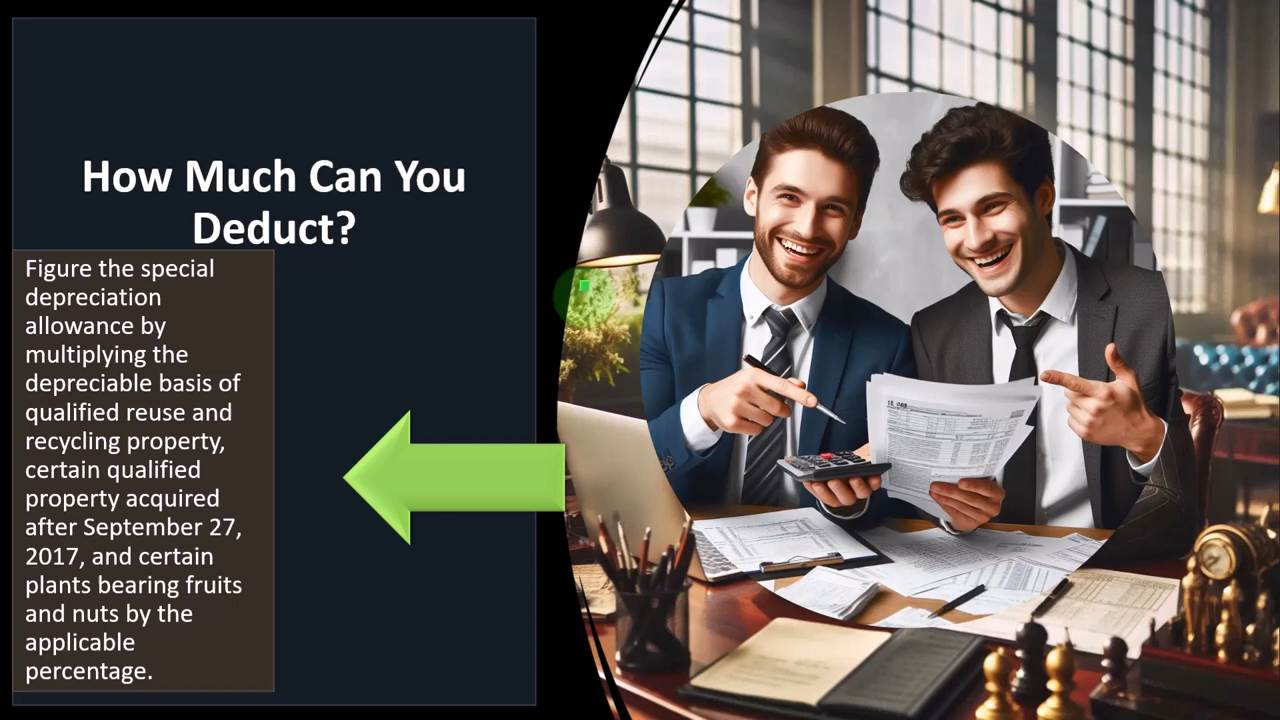 How Much Can You
Deduct?
Figure the special
depreciation
allowance by
multiplying the
depreciable basis of
qualified reuse and
recycling property,
certain qualified
property acquired
after September 27,
2017, and certain
plants bearing fruits
and nuts by the
applicable
percentage.